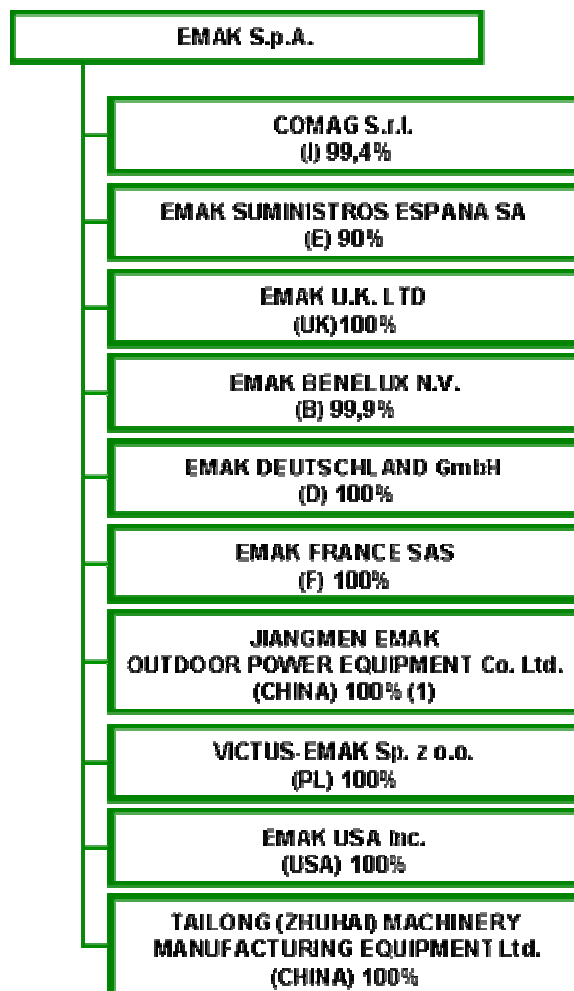 EMAK S.p.A.
COMAG S.r.l.
(I) 99,4%
EMAK SUMINISTROS ESPANA SA
(E) 90%
EMAK U.K. LTD
(UK)100%
EMAK BENELUX N.V.
(B) 99,9%
EMAK DEUTSCHLAND GmbH
(D) 100%
EMAK FRANCE SAS
(F) 100%
JIANGMEN EMAK
OUTDOOR POWER EQUIPMENT Co. Ltd.
(CHINA) 100% (1)
VICTUS-EMAK Sp. z o.o.
(PL) 100%
EMAK USA Inc.
(USA) 100%
TAILONG (ZHUHAI) MACHINERY
MANUFACTURING EQUIPMENT Ltd.
(CHINA) 100%